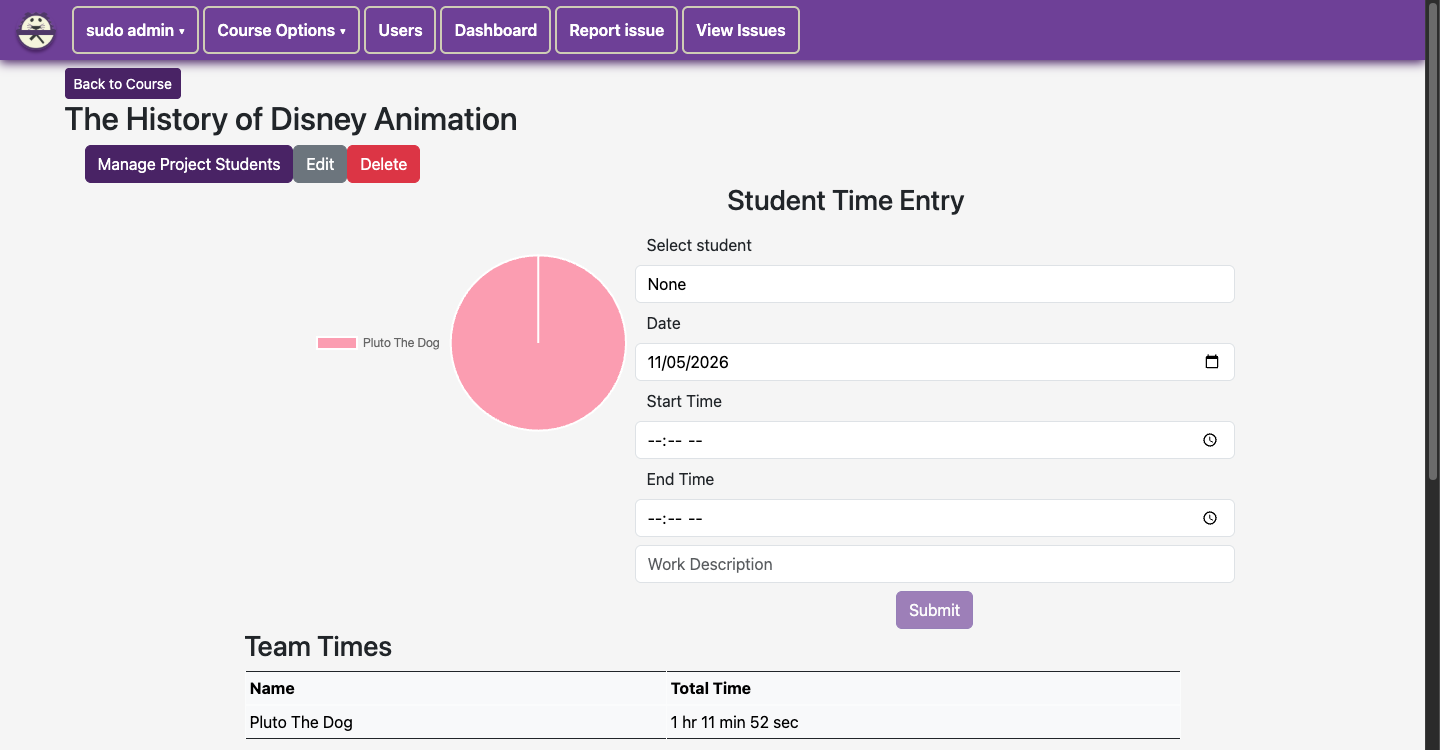 sudo admin ▾ Course Options ▾ Users Dashboard Report issue View Issues
Back to Course
The History of Disney Animation
Manage Project Students Edit Delete
Student Time Entry
Select student
None
Date
11/05/2026
Pluto The Dog
Start Time
--:-- --
End Time
--:-- --
Work Description
Submit
Team Times
Name Total Time
Pluto The Dog 1 hr 11 min 52 sec